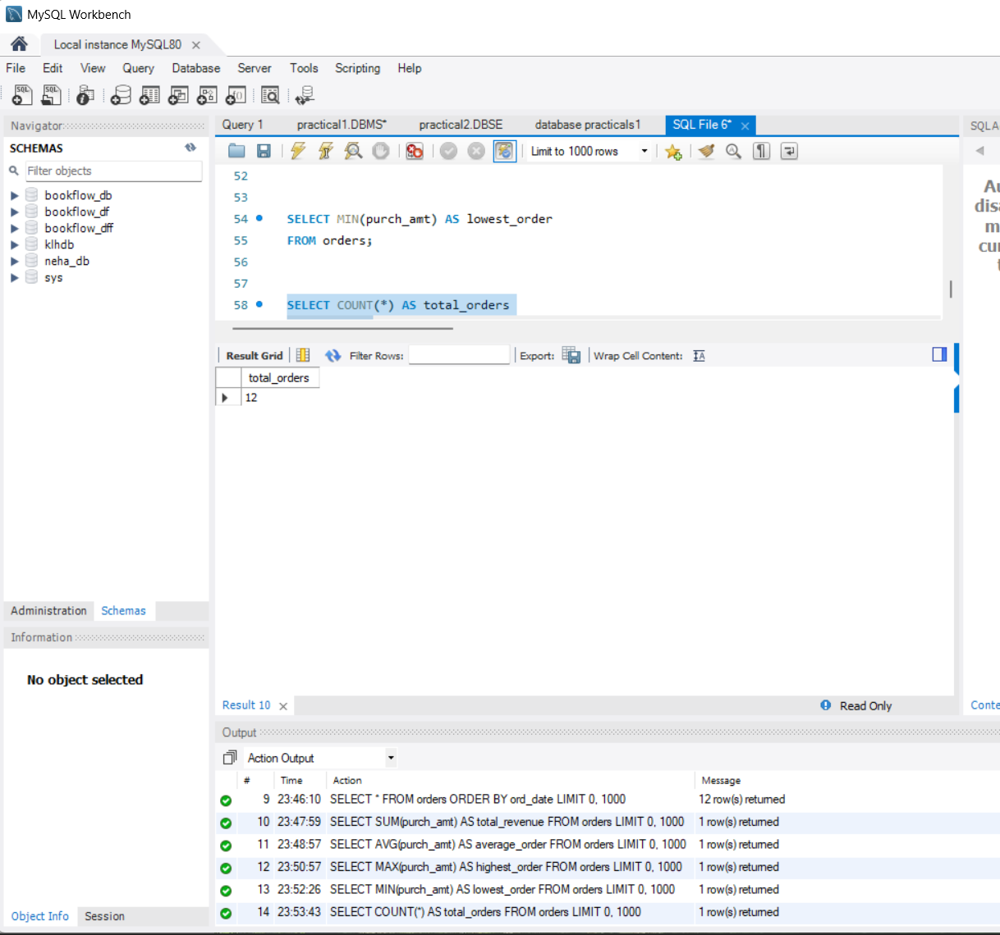 MySQL Workbench
Local instance MySQL80
File Edit View Query Database Server Tools Scripting Help
Navigator
SCHEMAS
Filter objects
bookflow_db
bookflow_df
bookflow_dff
klhdb
neha_db
sys
Administration Schemas
Information
No object selected
Object Info Session
Query 1 practical1.DBMS* practical2.DBSE database practicals1 SQL File 6*
Limit to 1000 rows
52
53
54 SELECT MIN(purch_amt) AS lowest_order
55 FROM orders;
56
57
58 SELECT COUNT(*) AS total_orders
Result Grid Filter Rows: Export: Wrap Cell Content:
total_orders
12
Result 10 Read Only
Output
Action Output
# Time Action Message
9 23:46:10 SELECT * FROM orders ORDER BY ord_date LIMIT 0, 1000 12 row(s) returned
10 23:47:59 SELECT SUM(purch_amt) AS total_revenue FROM orders LIMIT 0, 1000 1 row(s) returned
11 23:48:57 SELECT AVG(purch_amt) AS average_order FROM orders LIMIT 0, 1000 1 row(s) returned
12 23:50:57 SELECT MAX(purch_amt) AS highest_order FROM orders LIMIT 0, 1000 1 row(s) returned
13 23:52:26 SELECT MIN(purch_amt) AS lowest_order FROM orders LIMIT 0, 1000 1 row(s) returned
14 23:53:43 SELECT COUNT(*) AS total_orders FROM orders LIMIT 0, 1000 1 row(s) returned
SQLA
Au
disa
m
cu
Conte